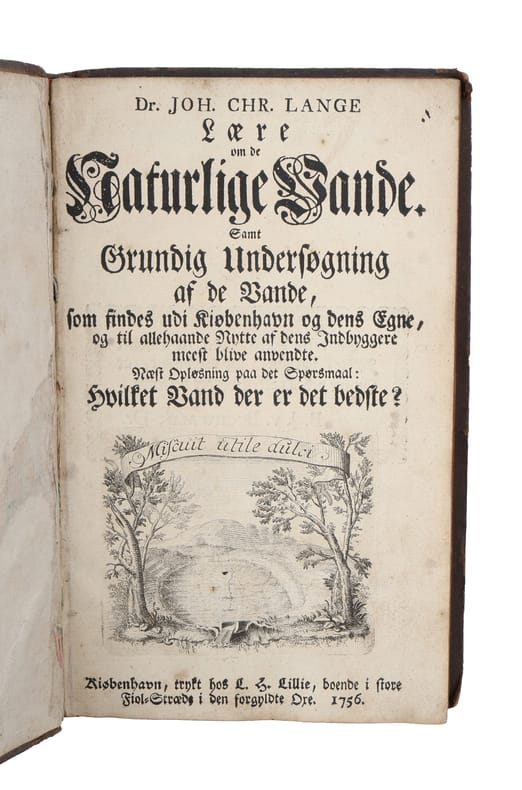 Dr. JOH. CHR. LANGE
Lære
om de
Naturlige Vande.
Samt
Grundig Undersøgning
af de Vande,
som findes udi Kiøbenhavn og dens Egne,
og til allehaande Nytte af dens Indbyggere
meest blive anvendte.
Næst Opløsning paa det Spørsmaal:
Hvilket Vand der er det bedste?
Miscuit utile dulci
Kiøbenhavn, trykt hos L. H. Lillie, boende i store
Fiol-Stræde i den forgyldte Oxe. 1756.